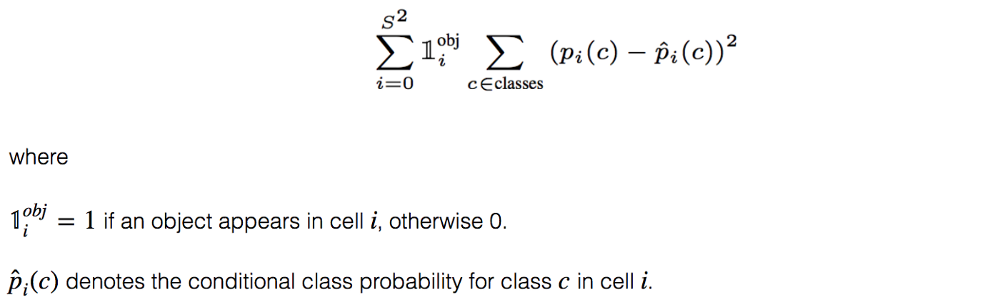 $$\sum_{i=0}^{S^2} \mathbb{1}_i^{\text{obj}} \sum_{c \in \text{classes}} (p_i(c) - \hat{p}_i(c))^2$$
where
$\mathbb{1}_i^{obj} = 1$ if an object appears in cell $i$, otherwise 0.
$\hat{p}_i(c)$ denotes the conditional class probability for class $c$ in cell $i$.